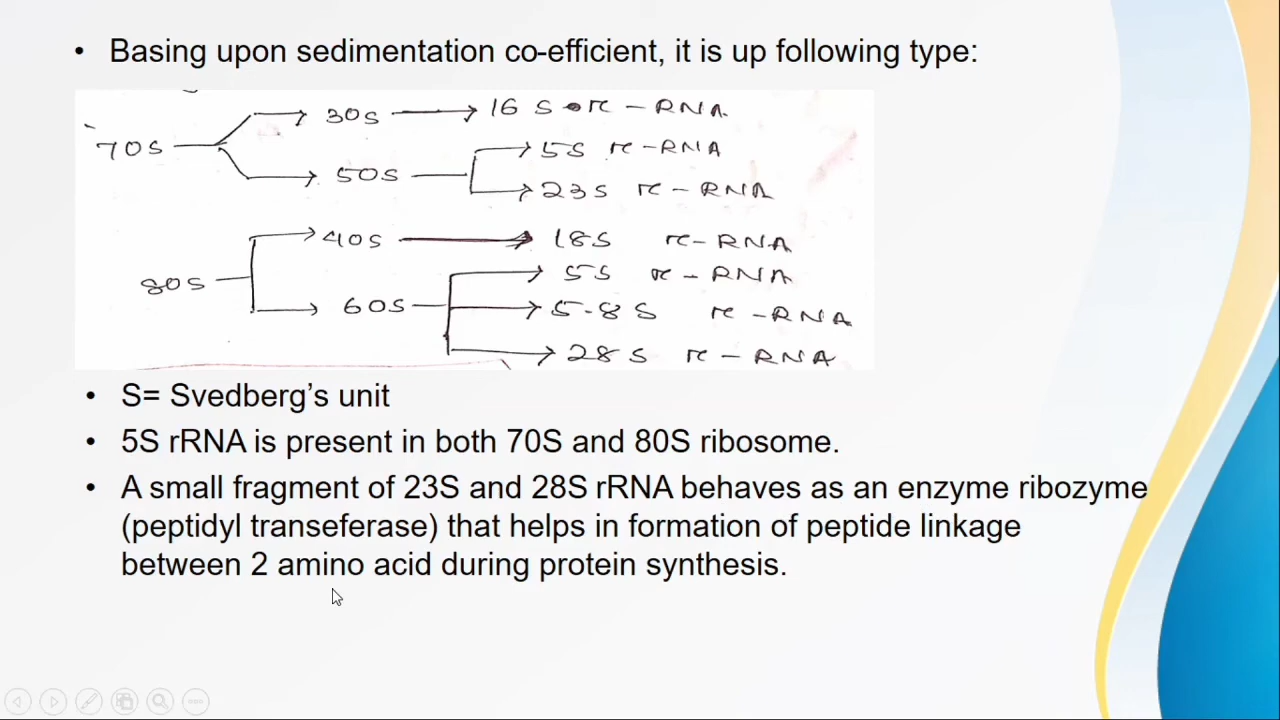 • Basing upon sedimentation co-efficient, it is up following type:
70S
30S
16 S r-RNA
50S
5S r-RNA
23S r-RNA
80S
40S
18S r-RNA
60S
5S r-RNA
5.8 S r-RNA
28 S r-RNA
• S= Svedberg’s unit
• 5S rRNA is present in both 70S and 80S ribosome.
• A small fragment of 23S and 28S rRNA behaves as an enzyme ribozyme
(peptidyl transeferase) that helps in formation of peptide linkage
between 2 amino acid during protein synthesis.